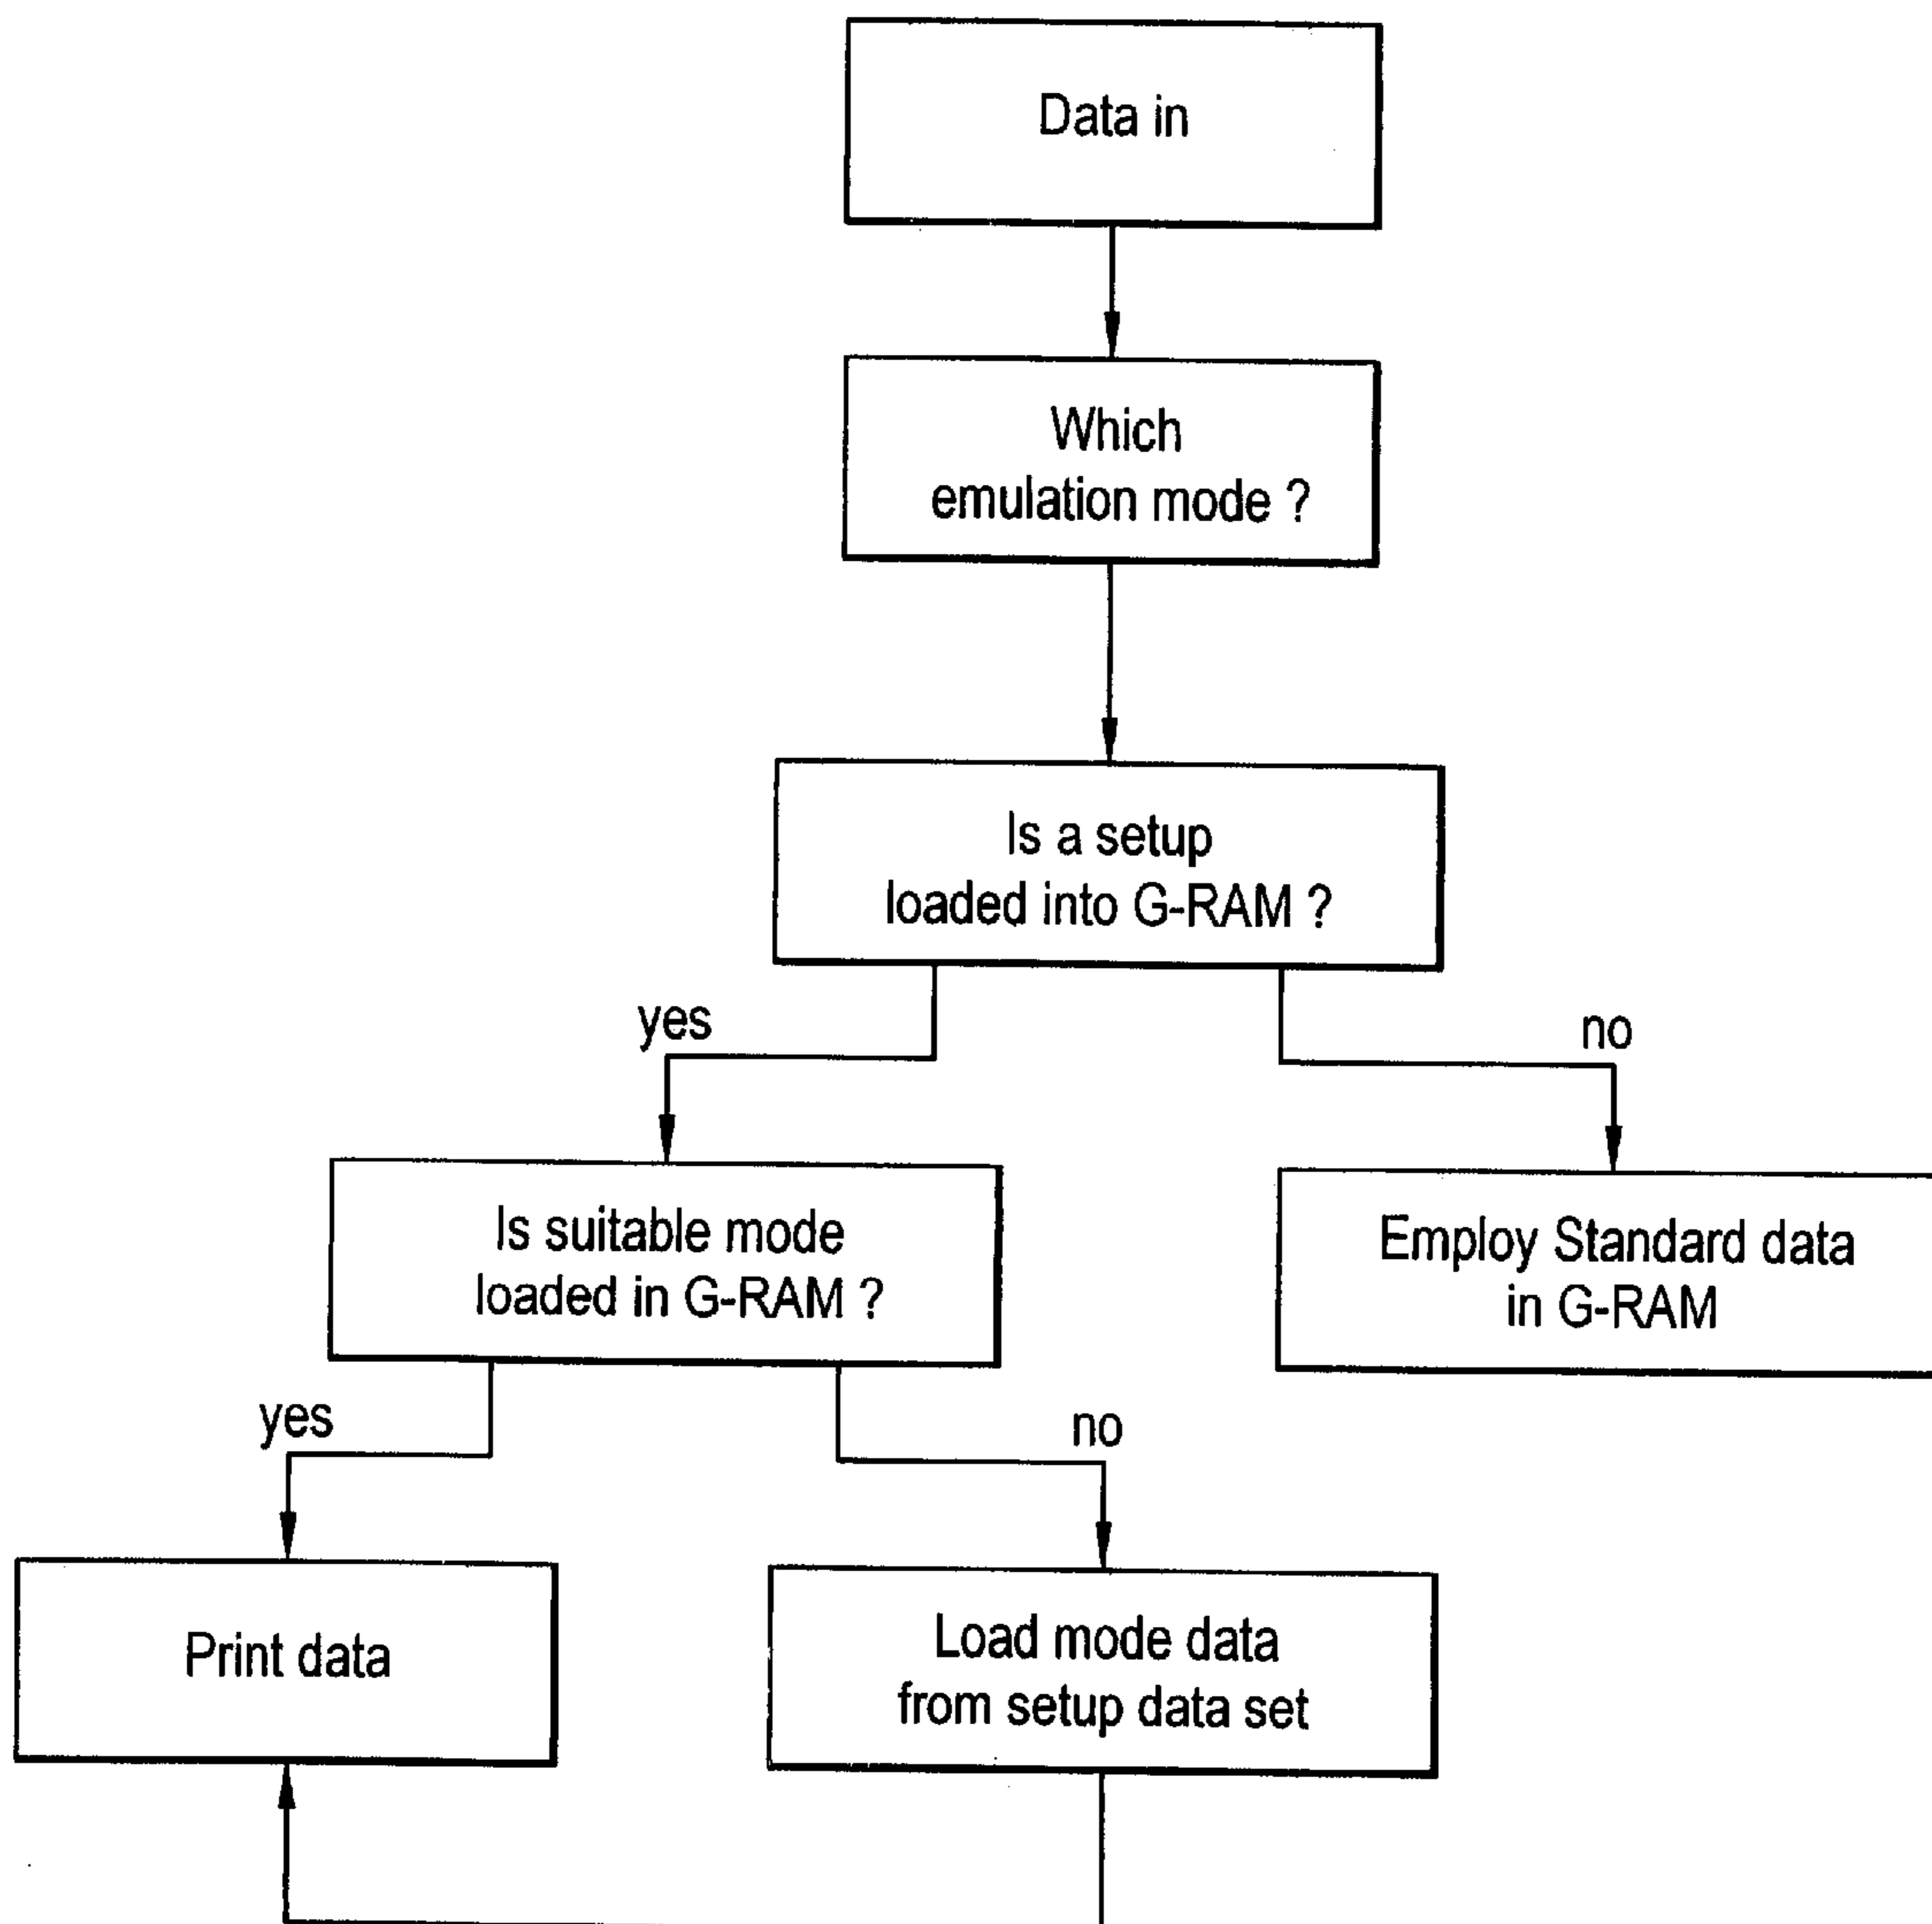 Data in
Which
emulation mode ?
Is a setup
loaded into G-RAM ?
yes
no
Is suitable mode
loaded in G-RAM ?
Employ Standard data
in G-RAM
yes
no
Print data
Load mode data
from setup data set